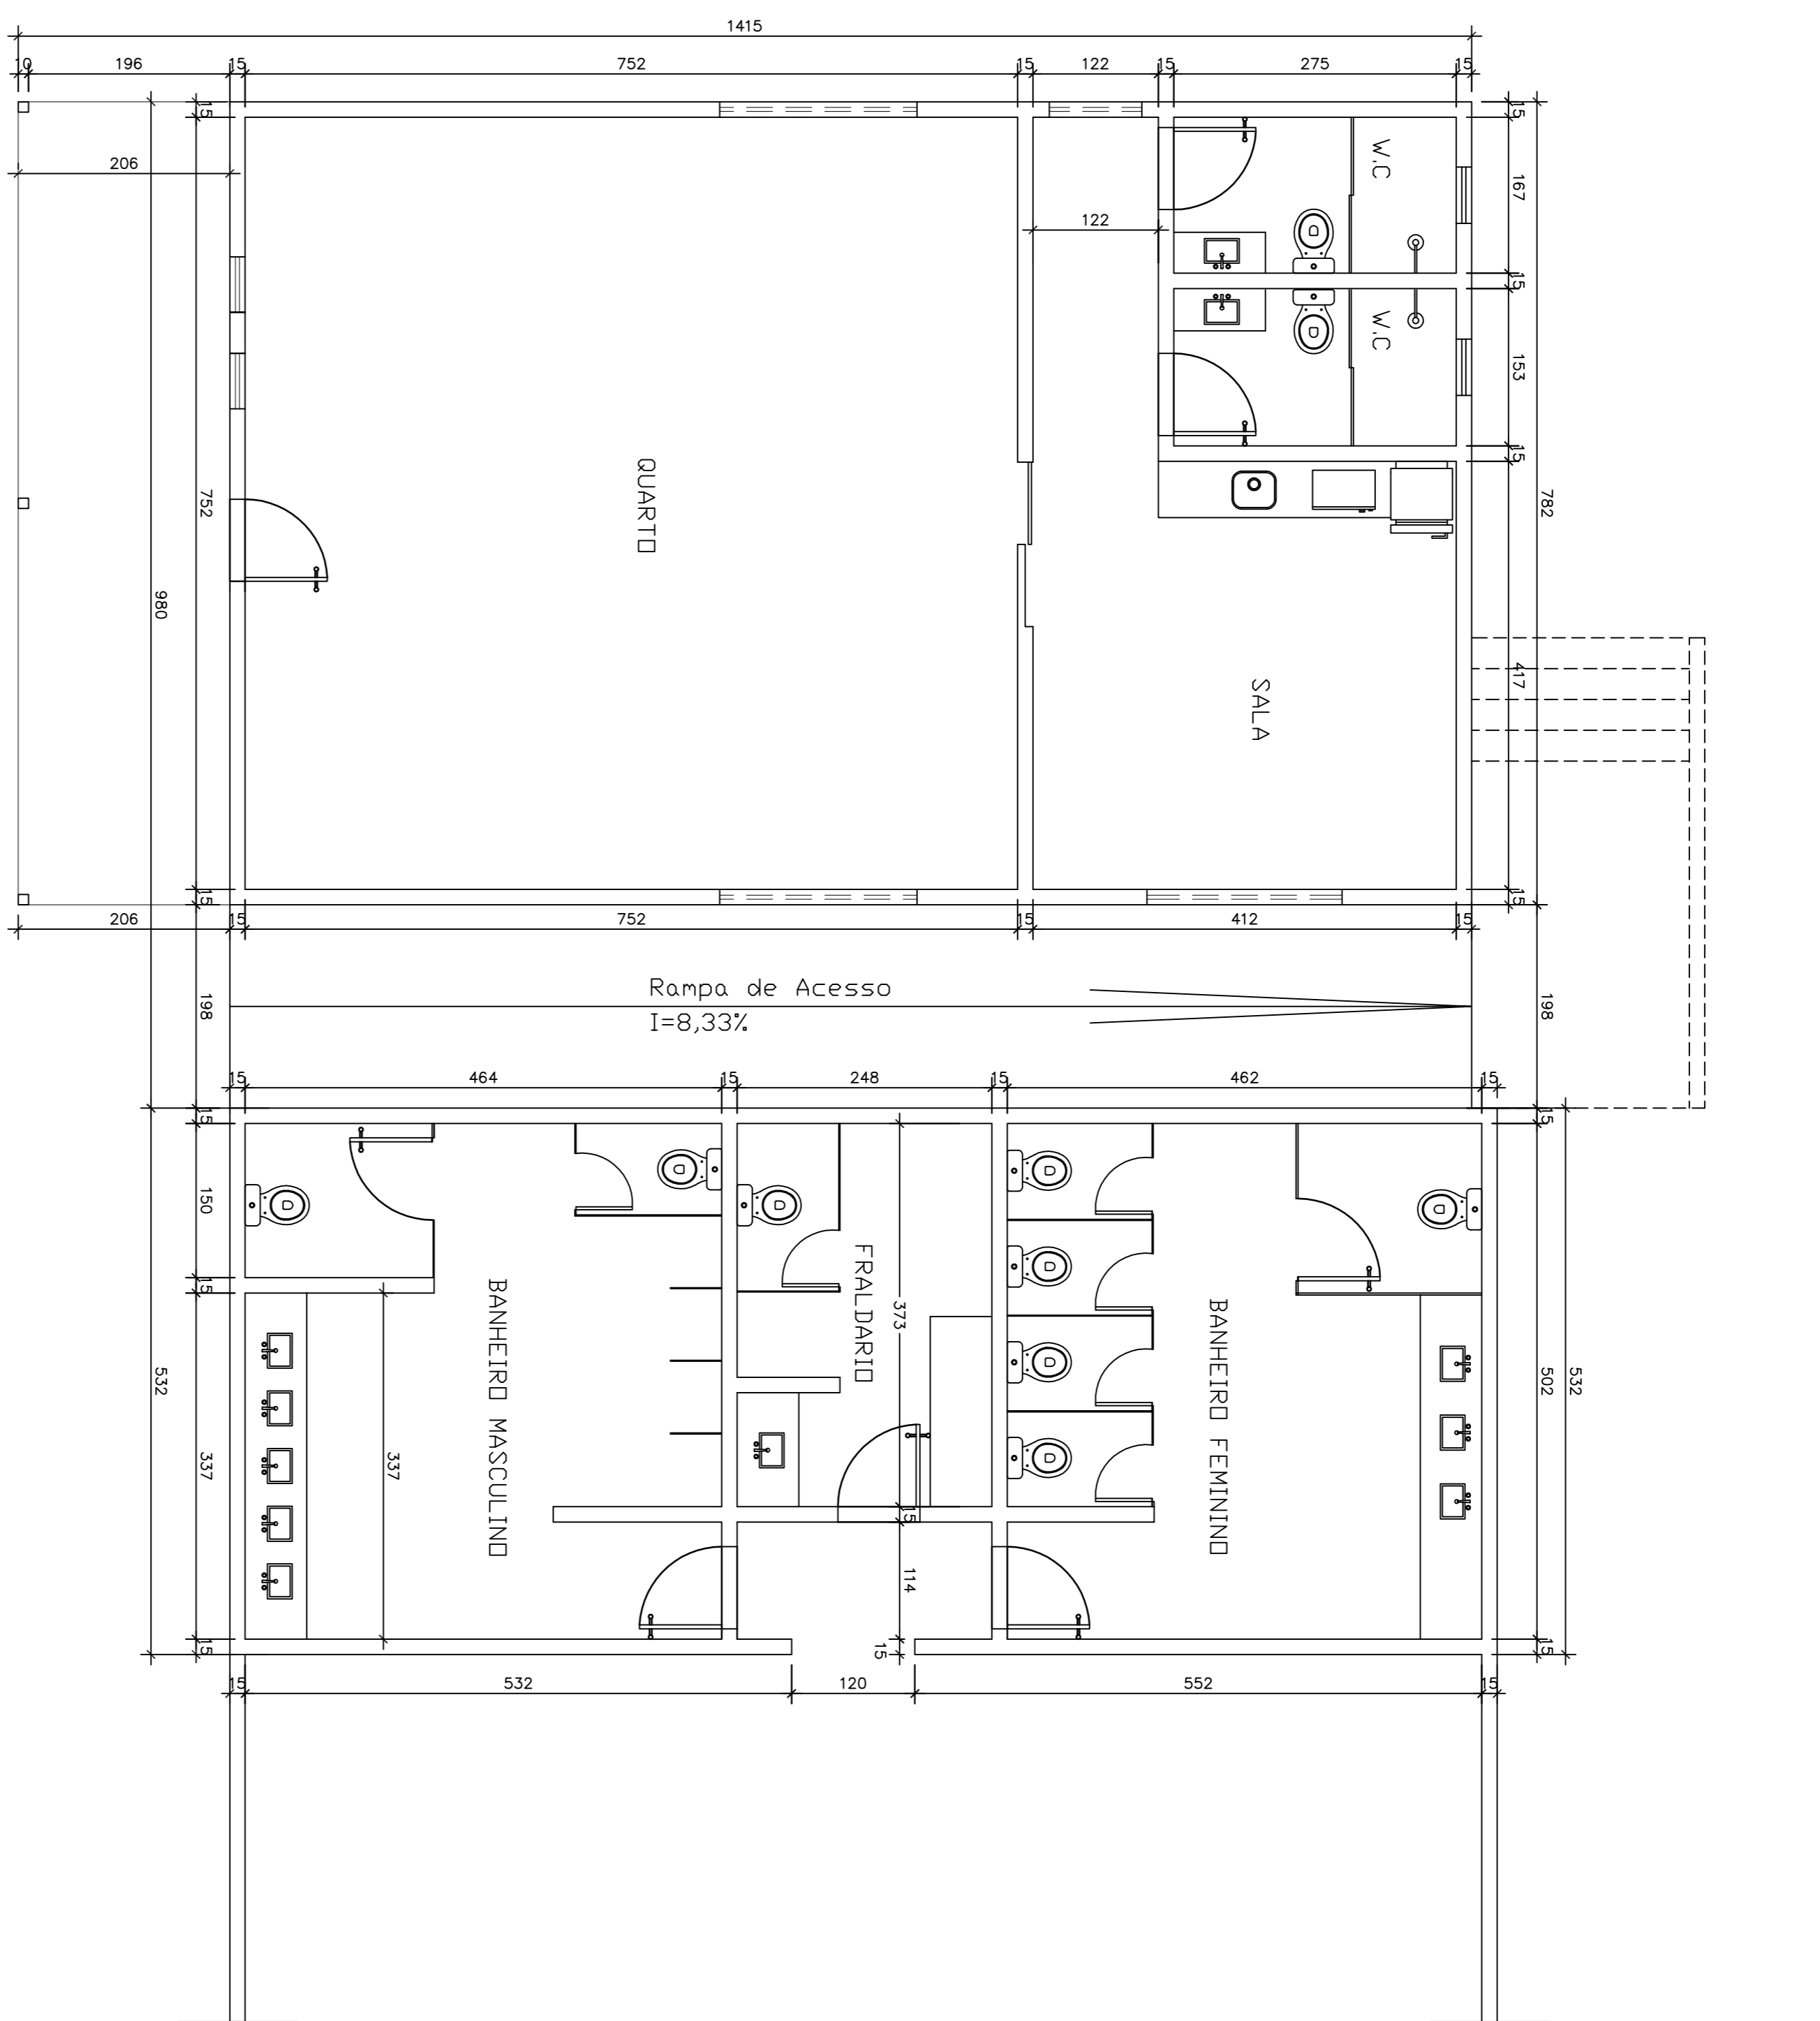 1415
10 196 15 752 15 122 15 275 15
15 15
206
W.C
167
122
15
W.C
153
15
QUARTO
752
782
980
417
SALA
15 15
206 15 752 15 412 15
198 198
Rampa de Acesso
I=8,33%
15 464 15 248 15 462 15
15 15
150
15
FRALDARIO
373
BANHEIRO MASCULINO
BANHEIRO FEMININO
532
337
337
502
532
15
114
15 15 15
15 532 120 552 15